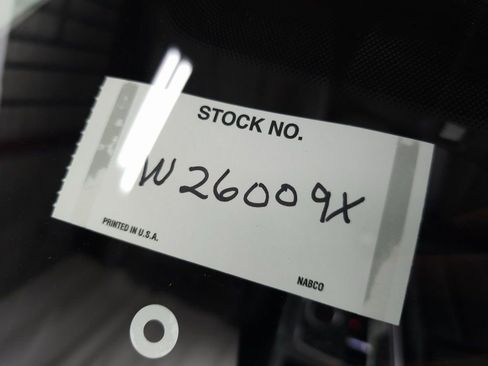 STOCK NO.
W26009X
PRINTED IN U.S.A.
NABCO